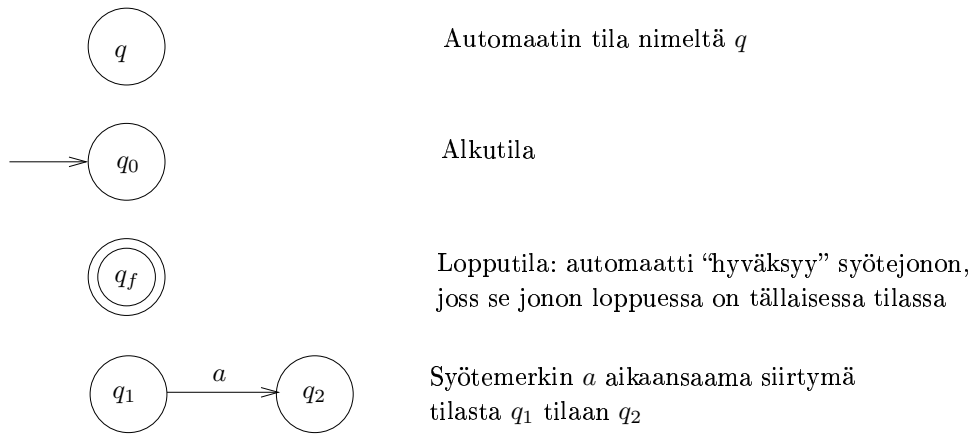 q Automaatin tila nimeltä q
q₀ Alkutila
q_f Lopputila: automaatti “hyväksyy” syötejonon,
joss se jonon loppuessa on tällaisessa tilassa
q₁ a q₂ Syötemerkin a aikaansaama siirtymä
tilasta q₁ tilaan q₂